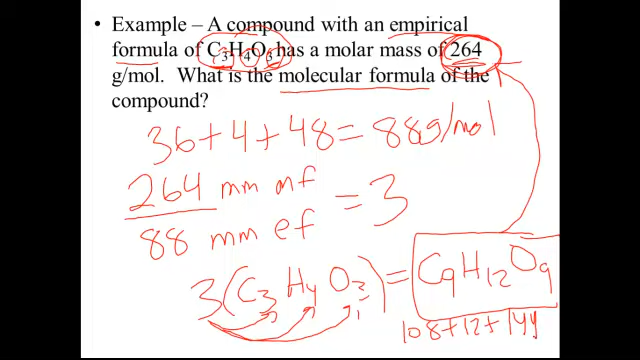 • Example – A compound with an empirical
formula of C3H4O3 has a molar mass of 264
g/mol. What is the molecular formula of the
compound?
36+4+48=88g/mol
264 mm mf
88 mm ef
=3
3(C3H4O3)=C9H12O9
108+12+144